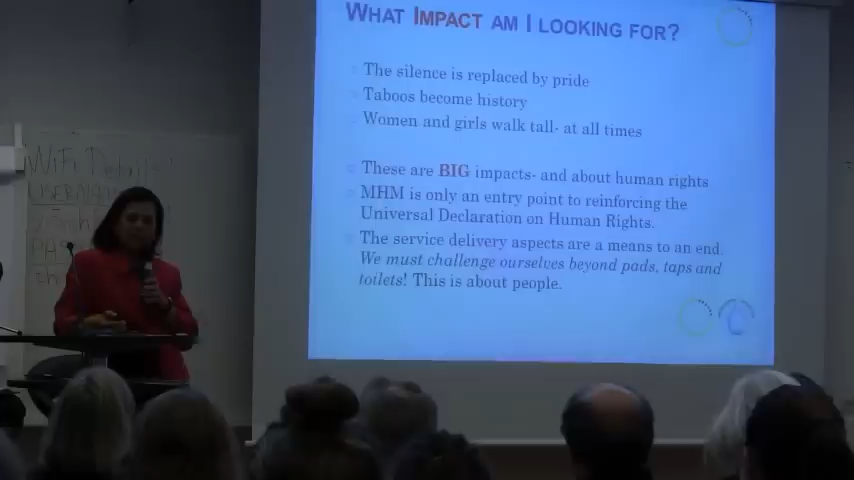 WHAT IMPACT AM I LOOKING FOR?
The silence is replaced by pride
Taboos become history
Women and girls walk tall- at all times
These are BIG impacts- and about human rights
MHM is only an entry point to reinforcing the
Universal Declaration on Human Rights.
The service delivery aspects are a means to an end.
We must challenge ourselves beyond pads, taps and
toilets! This is about people.
WiFi Detail